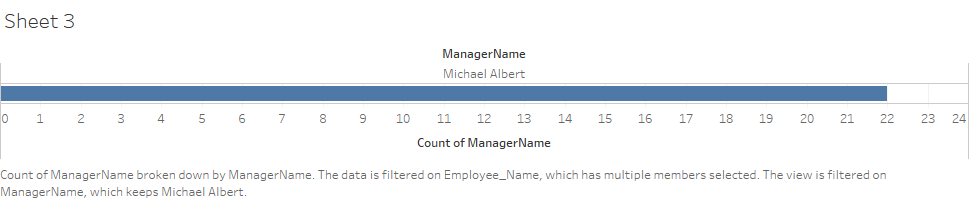 Sheet 3
ManagerName
Michael Albert
0 1 2 3 4 5 6 7 8 9 10 11 12 13 14 15 16 17 18 19 20 21 22 23 24
Count of ManagerName
Count of ManagerName broken down by ManagerName. The data is filtered on Employee_Name, which has multiple members selected. The view is filtered on
ManagerName, which keeps Michael Albert.